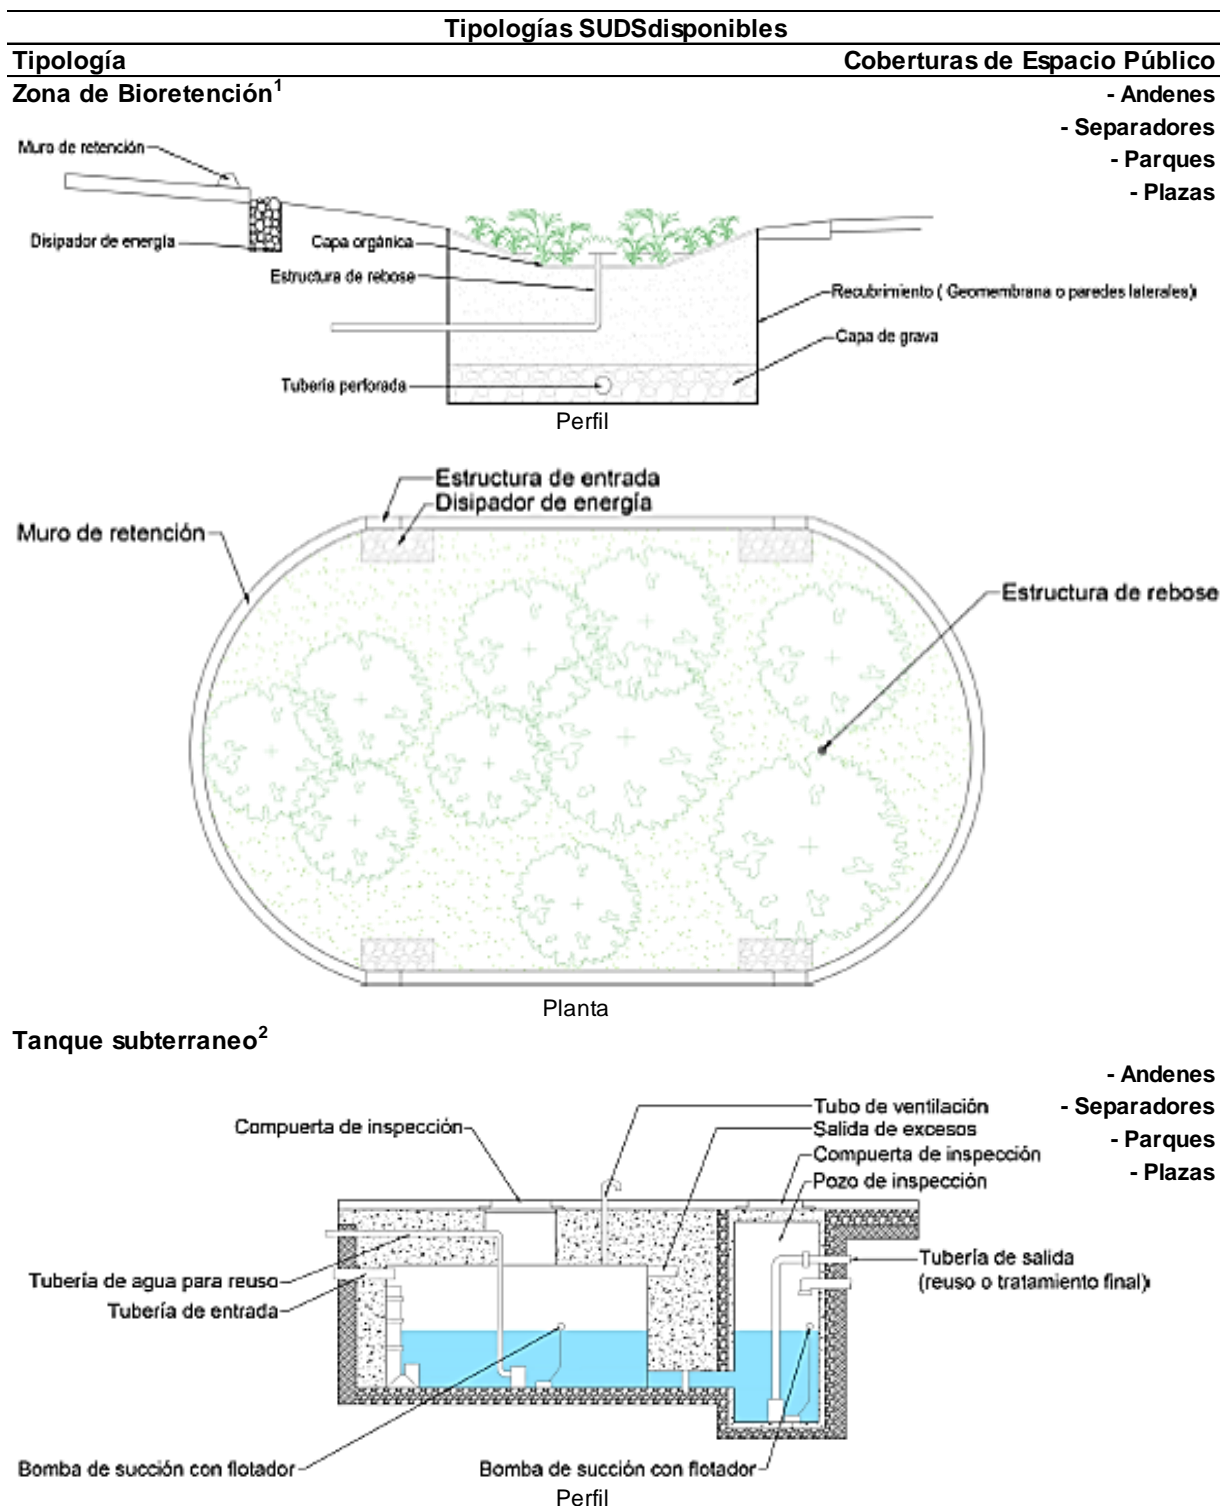 Tipologías SUDSdisponibles
Tipología Coberturas de Espacio Público
Zona de Bioretención1 - Andenes
- Separadores
- Parques
- Plazas
Muro de retención
Disipador de energía
Capa orgánica
Estructura de rebose
Recubrimiento ( Geomembrana o paredes laterales)
Capa de grava
Tubería perforada
Perfil
Estructura de entrada
Disipador de energía
Muro de retención
Estructura de rebose
Planta
Tanque subterraneo2
- Andenes
- Separadores
- Parques
- Plazas
Tubo de ventilación
Salida de excesos
Compuerta de inspección
Compuerta de inspección
Pozo de inspección
Tubería de salida
(reuso o tratamiento final)
Tubería de agua para reuso
Tubería de entrada
Bomba de succión con flotador
Bomba de succión con flotador
Perfil